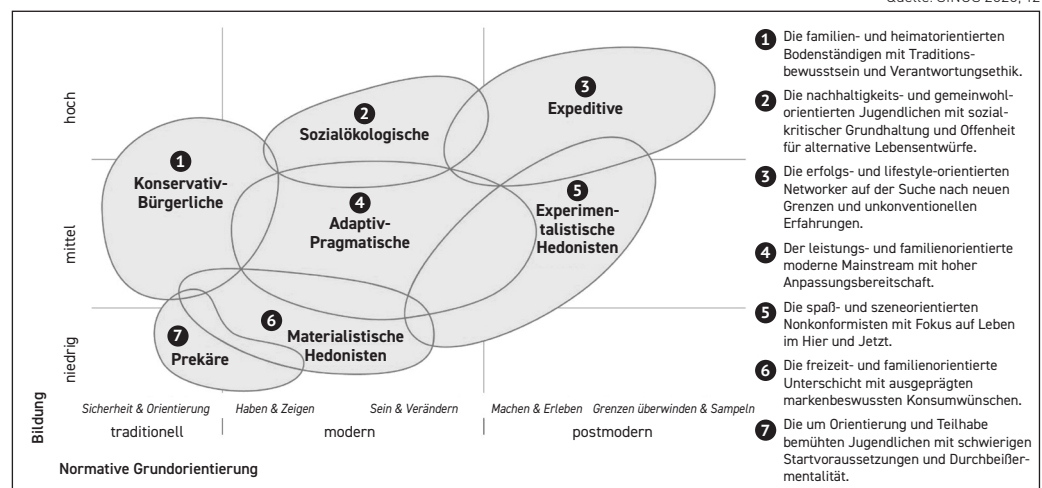 hoch
mittel
niedrig
Bildung
1
Konservativ-
Bürgerliche
2
Sozialökologische
3
Expeditive
4
Adaptiv-
Pragmatische
5
Experimen-
talistische
Hedonisten
6
Materialistische
Hedonisten
7
Prekäre
Sicherheit & Orientierung
Haben & Zeigen
Sein & Verändern
Machen & Erleben
Grenzen überwinden & Sampeln
traditionell
modern
postmodern
Normative Grundorientierung
1 Die familien- und heimatorientierten
Bodenständigen mit Traditions-
bewusstsein und Verantwortungsethik.
2 Die nachhaltigkeits- und gemeinwohl-
orientierten Jugendlichen mit sozial-
kritischer Grundhaltung und Offenheit
für alternative Lebensentwürfe.
3 Die erfolgs- und lifestyle-orientierten
Networker auf der Suche nach neuen
Grenzen und unkonventionellen
Erfahrungen.
4 Der leistungs- und familienorientierte
moderne Mainstream mit hoher
Anpassungsbereitschaft.
5 Die spaß- und szeneorientierten
Nonkonformisten mit Fokus auf Leben
im Hier und Jetzt.
6 Die freizeit- und familienorientierte
Unterschicht mit ausgeprägten
markenbewussten Konsumwünschen.
7 Die um Orientierung und Teilhabe
bemühten Jugendlichen mit schwierigen
Startvoraussetzungen und Durchbeißer-
mentalität.